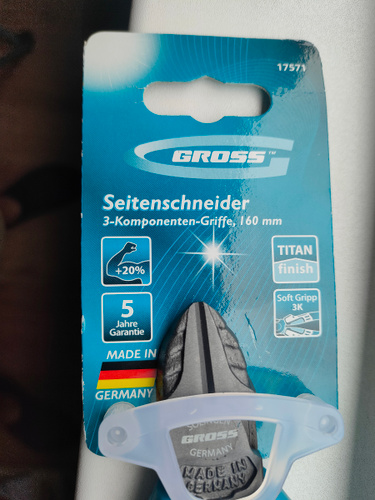 17571
GROSS™
Seitenschneider
3-Komponenten-Griffe, 160 mm
+20%
TITAN
finish
5
Jahre
Garantie
Soft Gripp
3K
MADE IN
GERMANY
GROSS
GERMANY
MADE IN
GERMANY